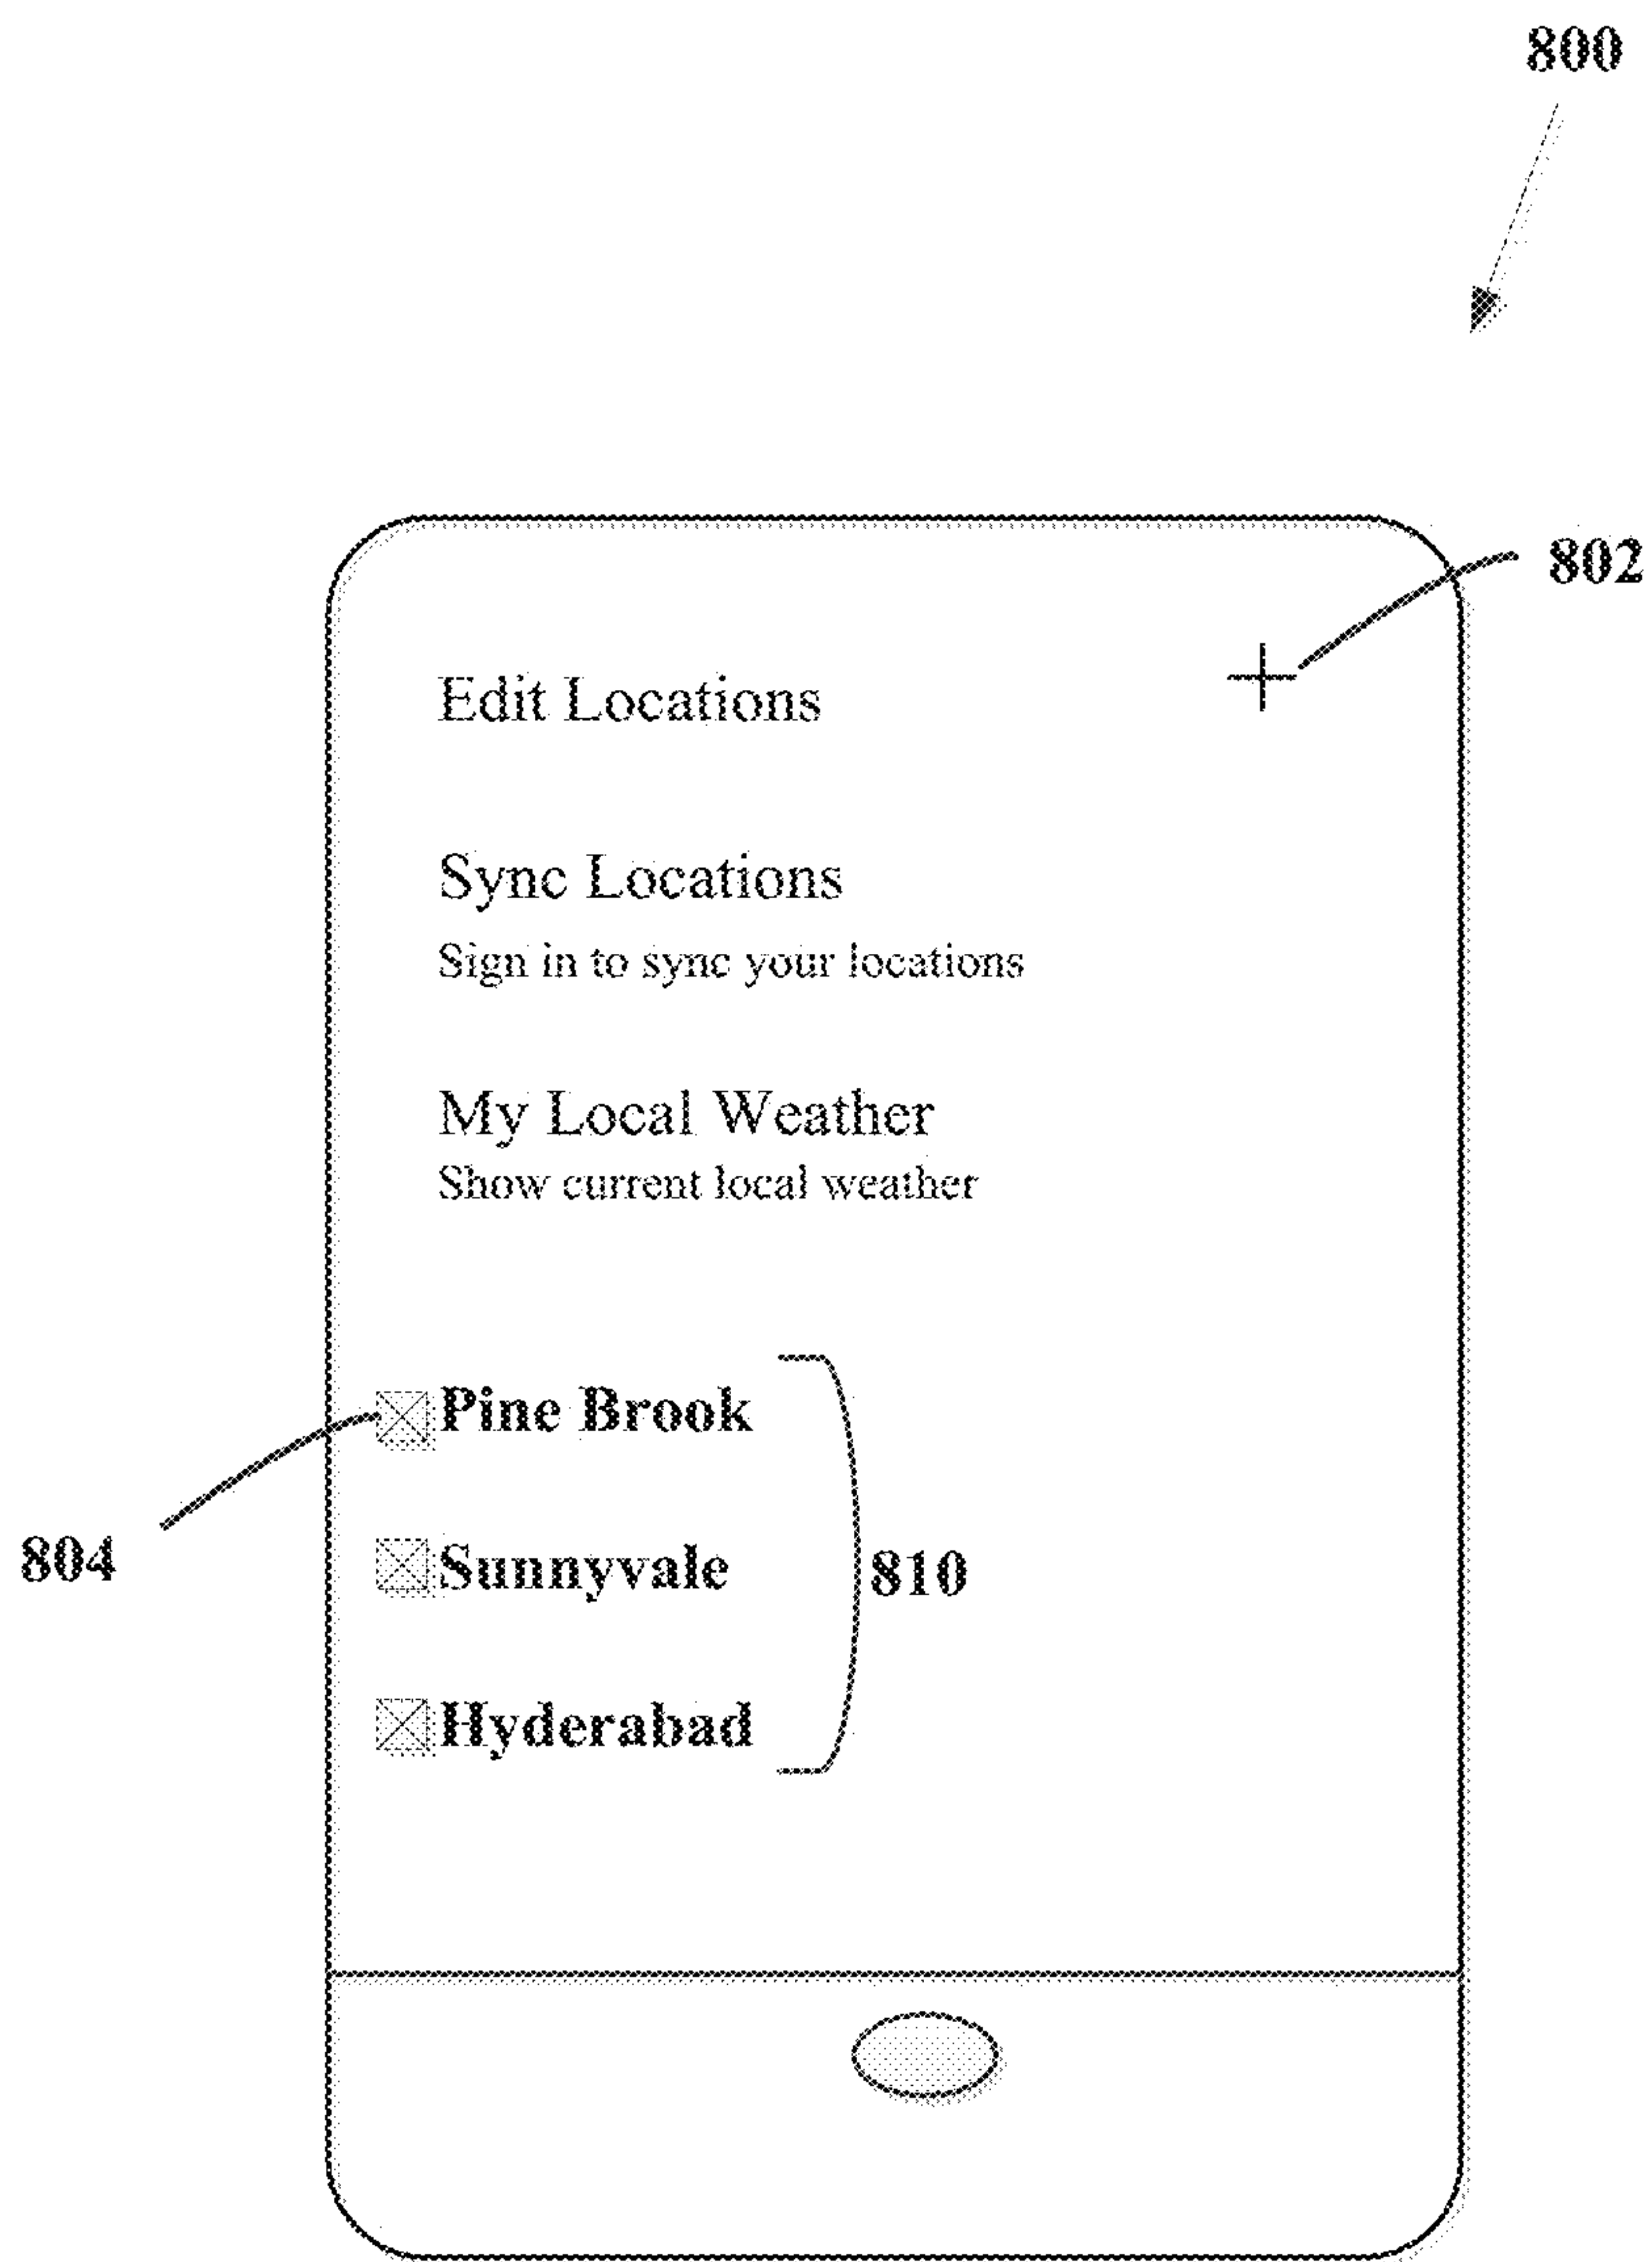 800
802
Edit Locations
Sync Locations
Sign in to sync your locations
My Local Weather
Show current local weather
Pine Brook
804
Sunnyvale
810
Hyderabad